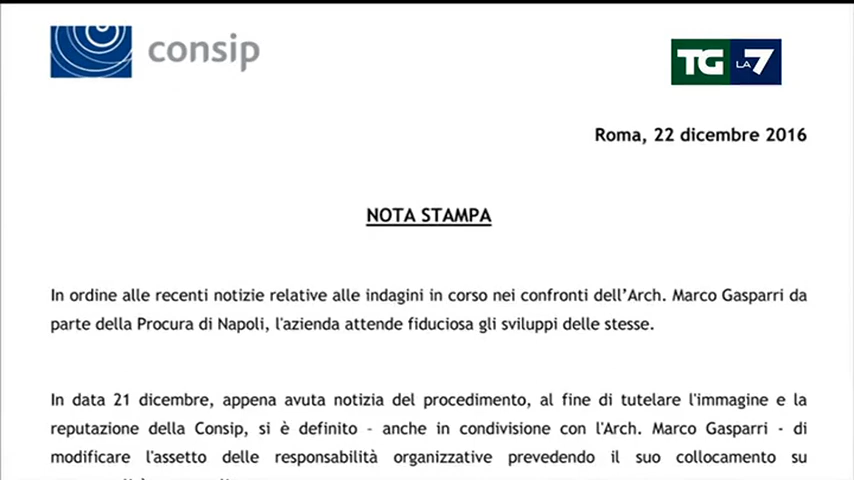 consip
TG LA7
Roma, 22 dicembre 2016
NOTA STAMPA
In ordine alle recenti notizie relative alle indagini in corso nei confronti dell'Arch. Marco Gasparri da
parte della Procura di Napoli, l'azienda attende fiduciosa gli sviluppi delle stesse.
In data 21 dicembre, appena avuta notizia del procedimento, al fine di tutelare l'immagine e la
reputazione della Consip, si è definito – anche in condivisione con l'Arch. Marco Gasparri - di
modificare l'assetto delle responsabilità organizzative prevedendo il suo collocamento su